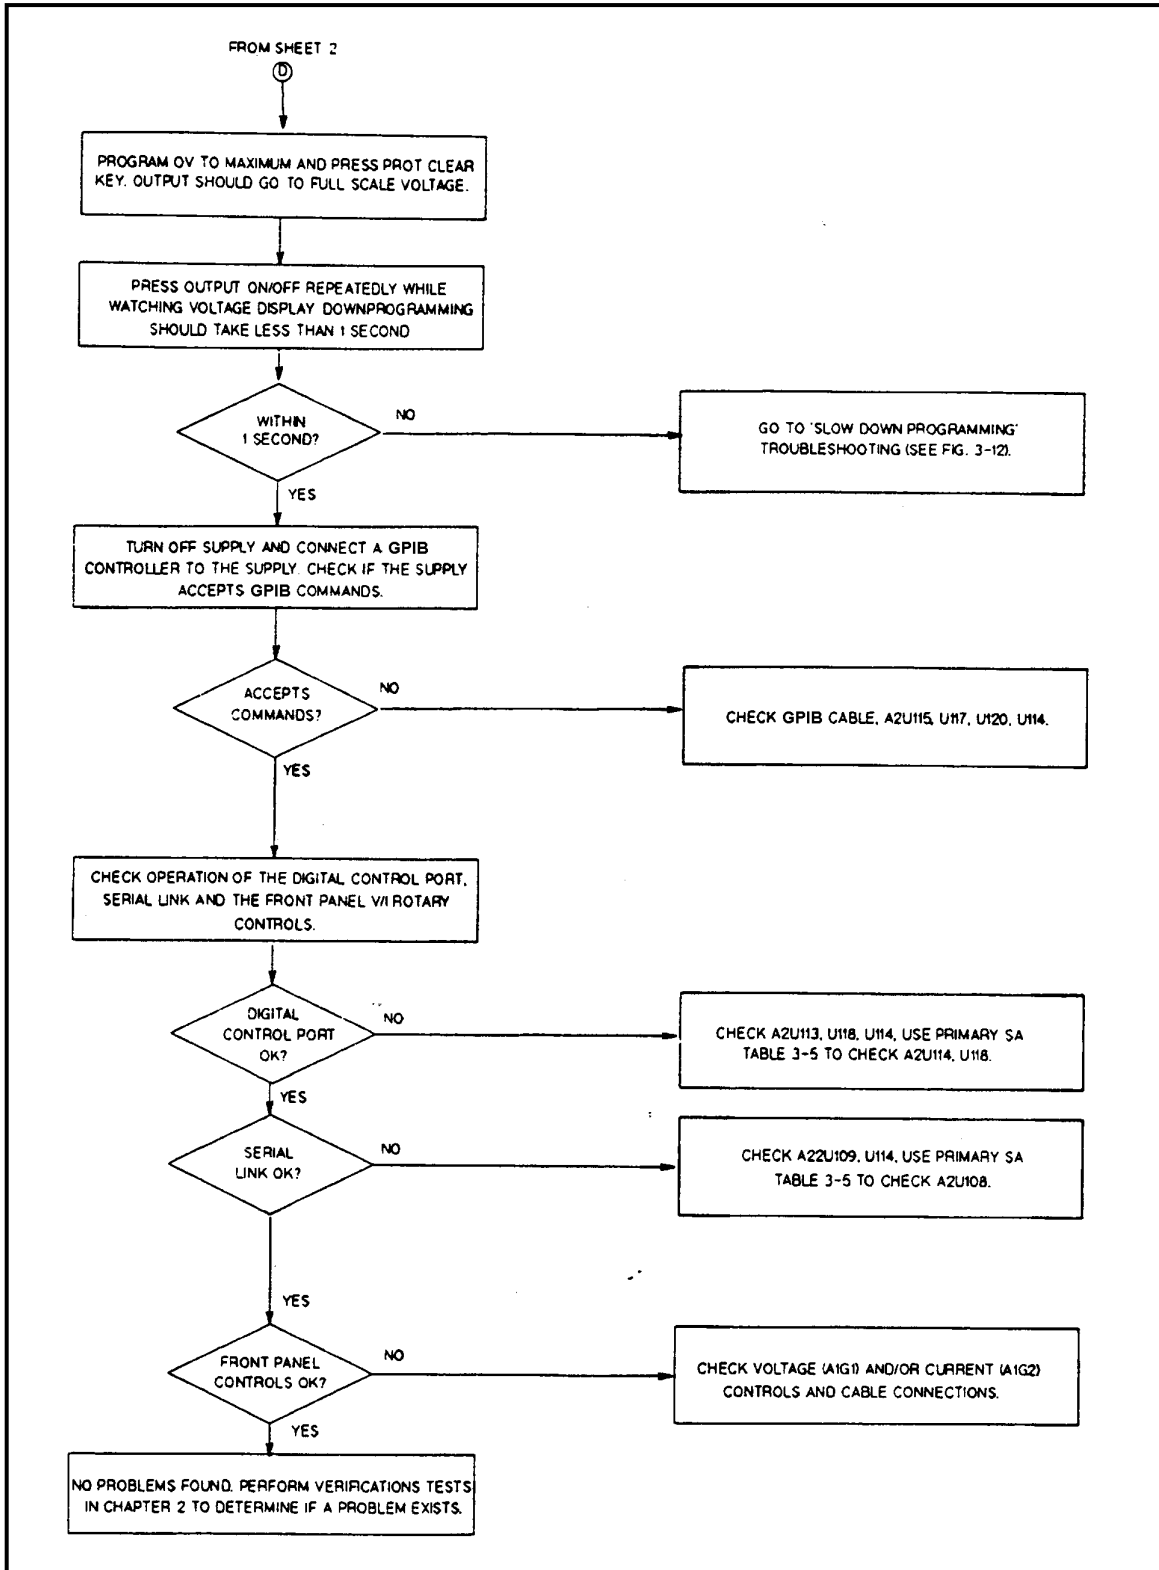 FROM SHEET 2
D
PROGRAM OV TO MAXIMUM AND PRESS PROT CLEAR
KEY. OUTPUT SHOULD GO TO FULL SCALE VOLTAGE.
PRESS OUTPUT ON/OFF REPEATEDLY WHILE
WATCHING VOLTAGE DISPLAY DOWNPROGRAMMING
SHOULD TAKE LESS THAN 1 SECOND
WITHIN
1 SECOND?
NO
GO TO 'SLOW DOWN PROGRAMMING'
TROUBLESHOOTING (SEE FIG. 3-12).
YES
TURN OFF SUPPLY AND CONNECT A GPIB
CONTROLLER TO THE SUPPLY. CHECK IF THE SUPPLY
ACCEPTS GPIB COMMANDS.
ACCEPTS
COMMANDS?
NO
CHECK GPIB CABLE, A2U115, U117, U120, U114.
YES
CHECK OPERATION OF THE DIGITAL CONTROL PORT,
SERIAL LINK AND THE FRONT PANEL V/I ROTARY
CONTROLS.
DIGITAL
CONTROL PORT
OK?
NO
CHECK A2U113, U118, U114, USE PRIMARY SA
TABLE 3-5 TO CHECK A2U114, U118.
YES
SERIAL
LINK OK?
NO
CHECK A22U109, U114, USE PRIMARY SA
TABLE 3-5 TO CHECK A2U108.
YES
FRONT PANEL
CONTROLS OK?
NO
CHECK VOLTAGE (A1G1) AND/OR CURRENT (A1G2)
CONTROLS AND CABLE CONNECTIONS.
YES
NO PROBLEMS FOUND. PERFORM VERIFICATIONS TESTS
IN CHAPTER 2 TO DETERMINE IF A PROBLEM EXISTS.